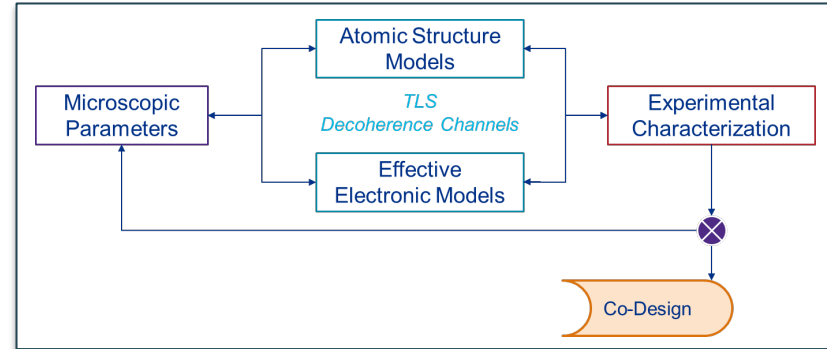 Atomic Structure
Models
Microscopic
Parameters
TLS
Decoherence Channels
Experimental
Characterization
Effective
Electronic Models
Co-Design